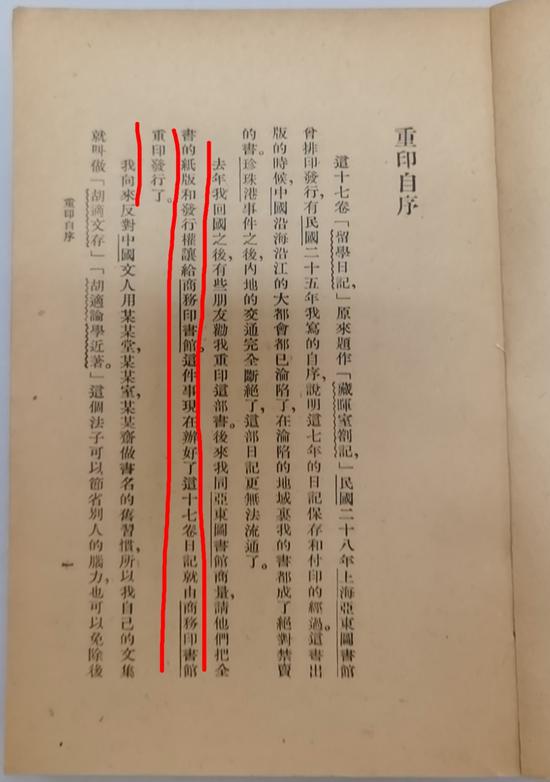 重印自序
這十七卷「留學日記，」原來題作「藏暉室劄記，」民國二十八年上海亞東圖書館
曾排印發行，有民國二十五年我寫的自序，說明這七年的日記保存和付印的經過。這書出
版的時候，中國沿海沿江的大都會都已淪陷了，在淪陷的地域裏我的書都成了絕對禁賣
的書。珍珠港事件之後，內地的交通完全斷絕了，這部日記更無法流通了。
去年我回國之後，有些朋友勸我重印這部書。後來我同亞東圖書館商量，請他們把全
書的紙版和發行權讓給商務印書館。這件事現在辦好了，這十七卷日記就由商務印書館
重印發行了。
我向來反對中國文人用某某堂，某某室，某某齋做書名的舊習慣，所以我自己的文集
就叫做「胡適文存」「胡適論學近著。」這個法子可以節省別人的腦力，也可以免除後
重印自序
一